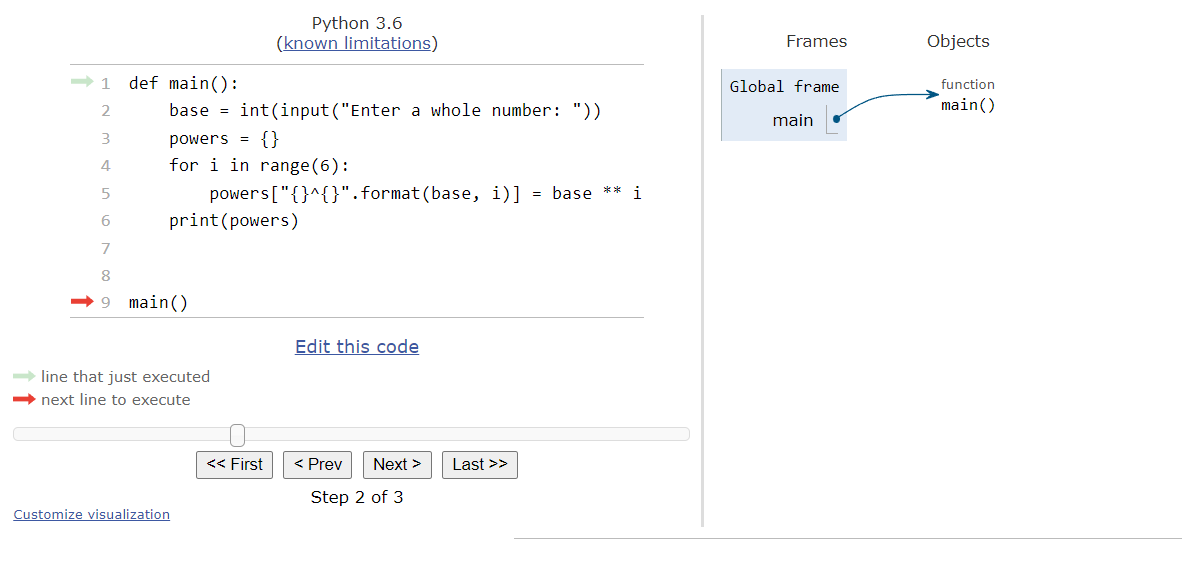 Python 3.6
(known limitations)
1 def main():
2     base = int(input("Enter a whole number: "))
3     powers = {}
4     for i in range(6):
5         powers["{}^{}".format(base, i)] = base ** i
6     print(powers)
7
8
9 main()
Edit this code
line that just executed
next line to execute
<< First < Prev Next > Last >>
Step 2 of 3
Customize visualization
Frames Objects
Global frame
main
function
main()